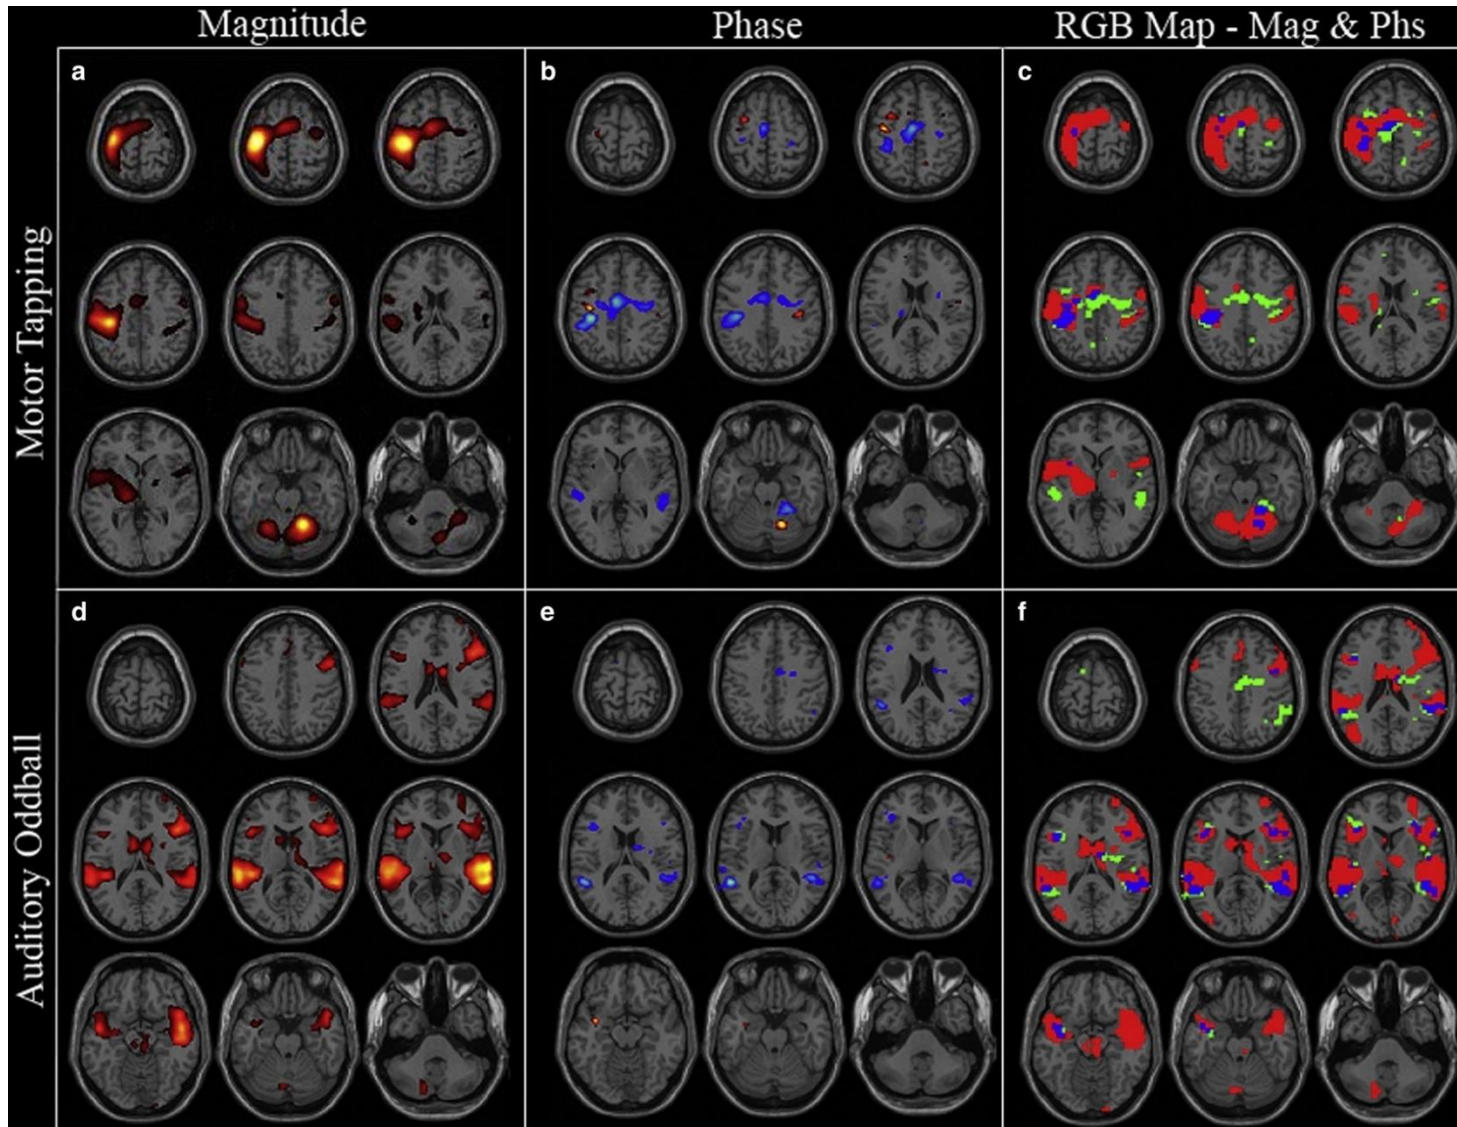 Magnitude
Phase
RGB Map - Mag & Phs
Motor Tapping
a
b
c
Auditory Oddball
d
e
f